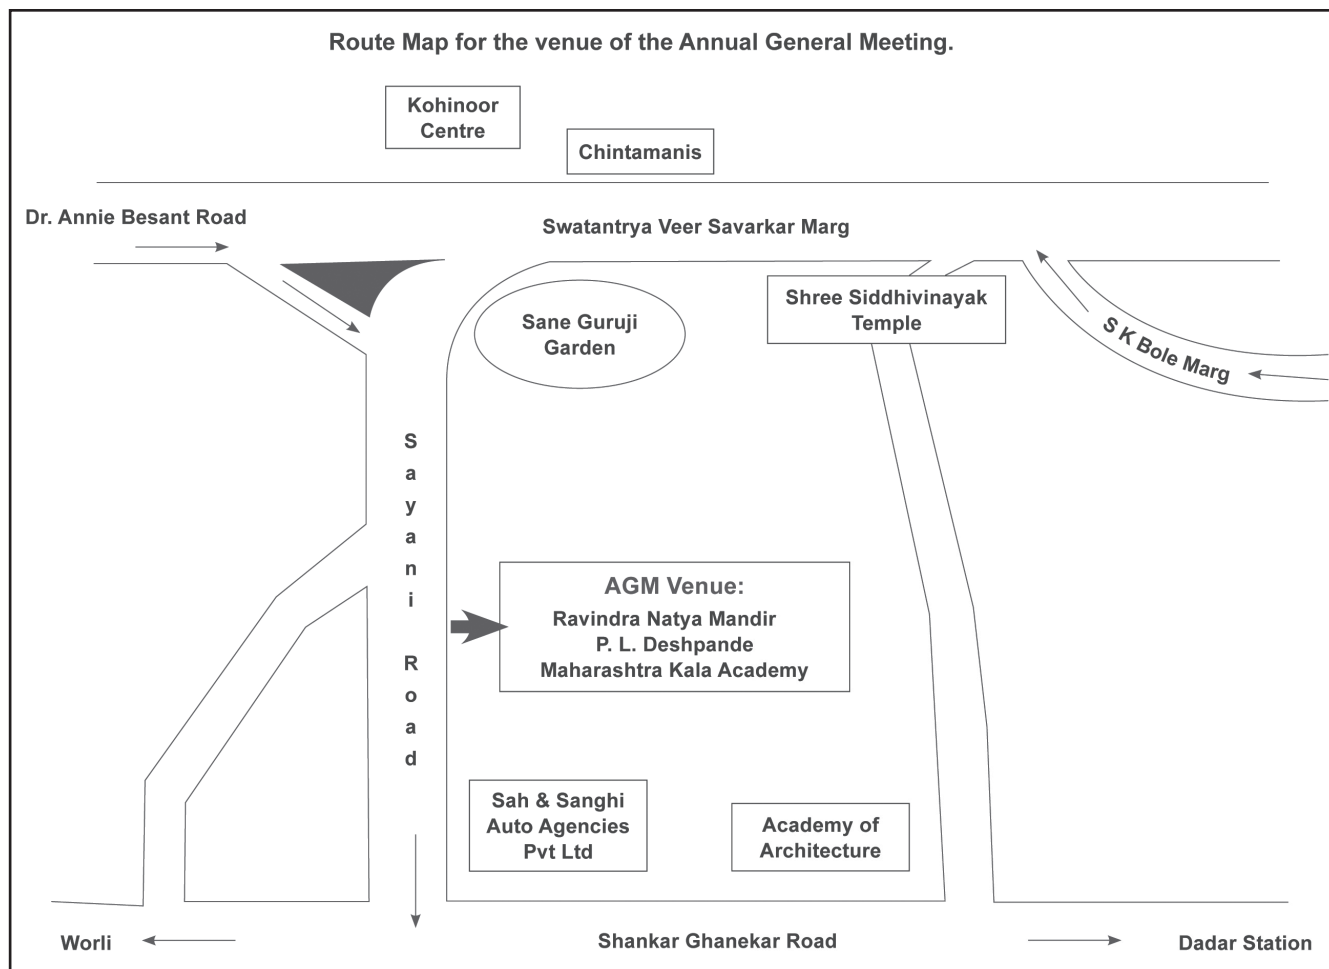 Route Map for the venue of the Annual General Meeting.
Kohinoor
Centre
Chintamanis
Dr. Annie Besant Road
Swatantrya Veer Savarkar Marg
Sane Guruji
Garden
Shree Siddhivinayak
Temple
S K Bole Marg
Sayani Road
AGM Venue:
Ravindra Natya Mandir
P. L. Deshpande
Maharashtra Kala Academy
Sah & Sanghi
Auto Agencies
Pvt Ltd
Academy of
Architecture
Worli
Shankar Ghanekar Road
Dadar Station